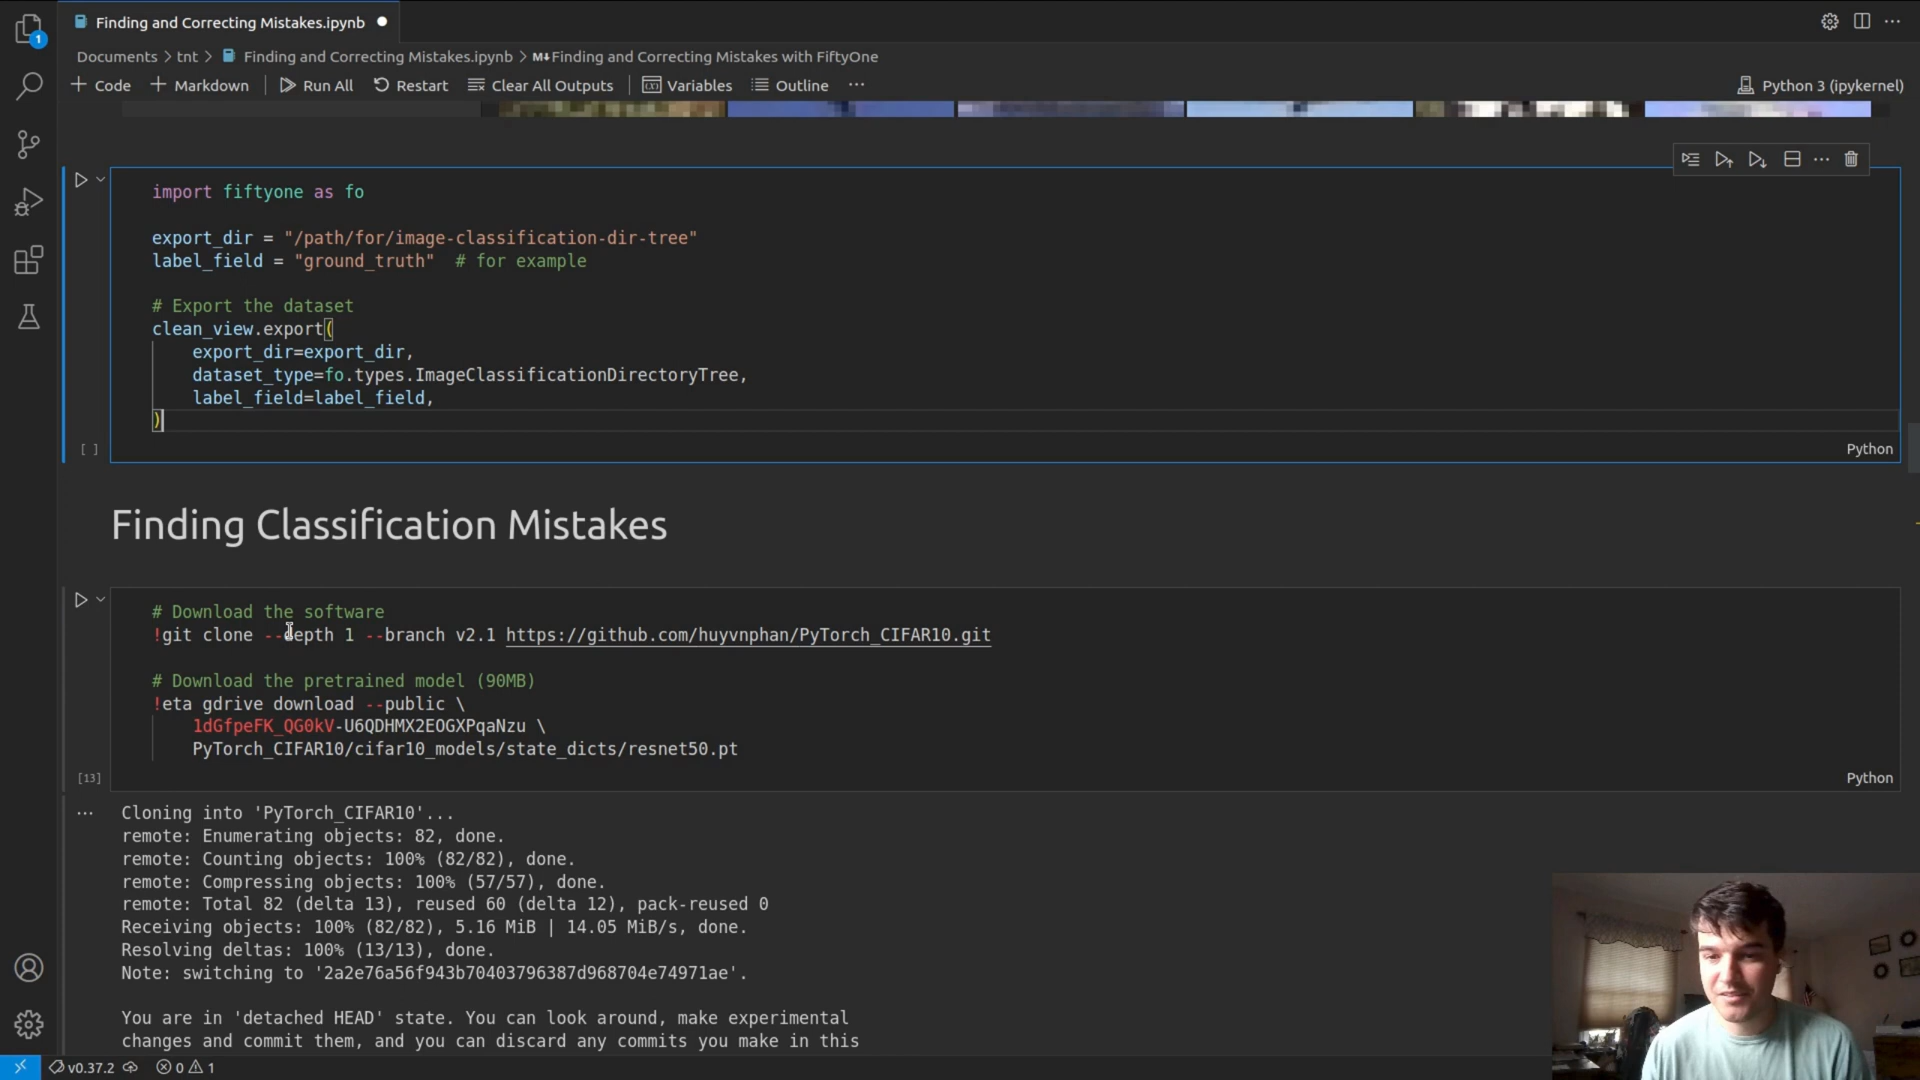 Finding and Correcting Mistakes.ipynb
1
Documents > tnt > Finding and Correcting Mistakes.ipynb > M↓Finding and Correcting Mistakes with FiftyOne
+ Code + Markdown Run All Restart Clear All Outputs Variables Outline ... Python 3 (ipykernel)
import fiftyone as fo
export_dir = "/path/for/image-classification-dir-tree"
label_field = "ground_truth"  # for example
# Export the dataset
clean_view.export(
export_dir=export_dir,
dataset_type=fo.types.ImageClassificationDirectoryTree,
label_field=label_field,
)
[ ] Python
Finding Classification Mistakes
# Download the software
!git clone --depth 1 --branch v2.1 https://github.com/huyvnphan/PyTorch_CIFAR10.git
# Download the pretrained model (90MB)
!eta gdrive download --public \
1dGfpeFK_QG0kV-U6QDHMX2EOGXPqaNzu \
PyTorch_CIFAR10/cifar10_models/state_dicts/resnet50.pt
[13] Python
... Cloning into 'PyTorch_CIFAR10'...
remote: Enumerating objects: 82, done.
remote: Counting objects: 100% (82/82), done.
remote: Compressing objects: 100% (57/57), done.
remote: Total 82 (delta 13), reused 60 (delta 12), pack-reused 0
Receiving objects: 100% (82/82), 5.16 MiB | 14.05 MiB/s, done.
Resolving deltas: 100% (13/13), done.
Note: switching to '2a2e76a56f943b70403796387d968704e74971ae'.
You are in 'detached HEAD' state. You can look around, make experimental
changes and commit them, and you can discard any commits you make in this
v0.37.2 0 1